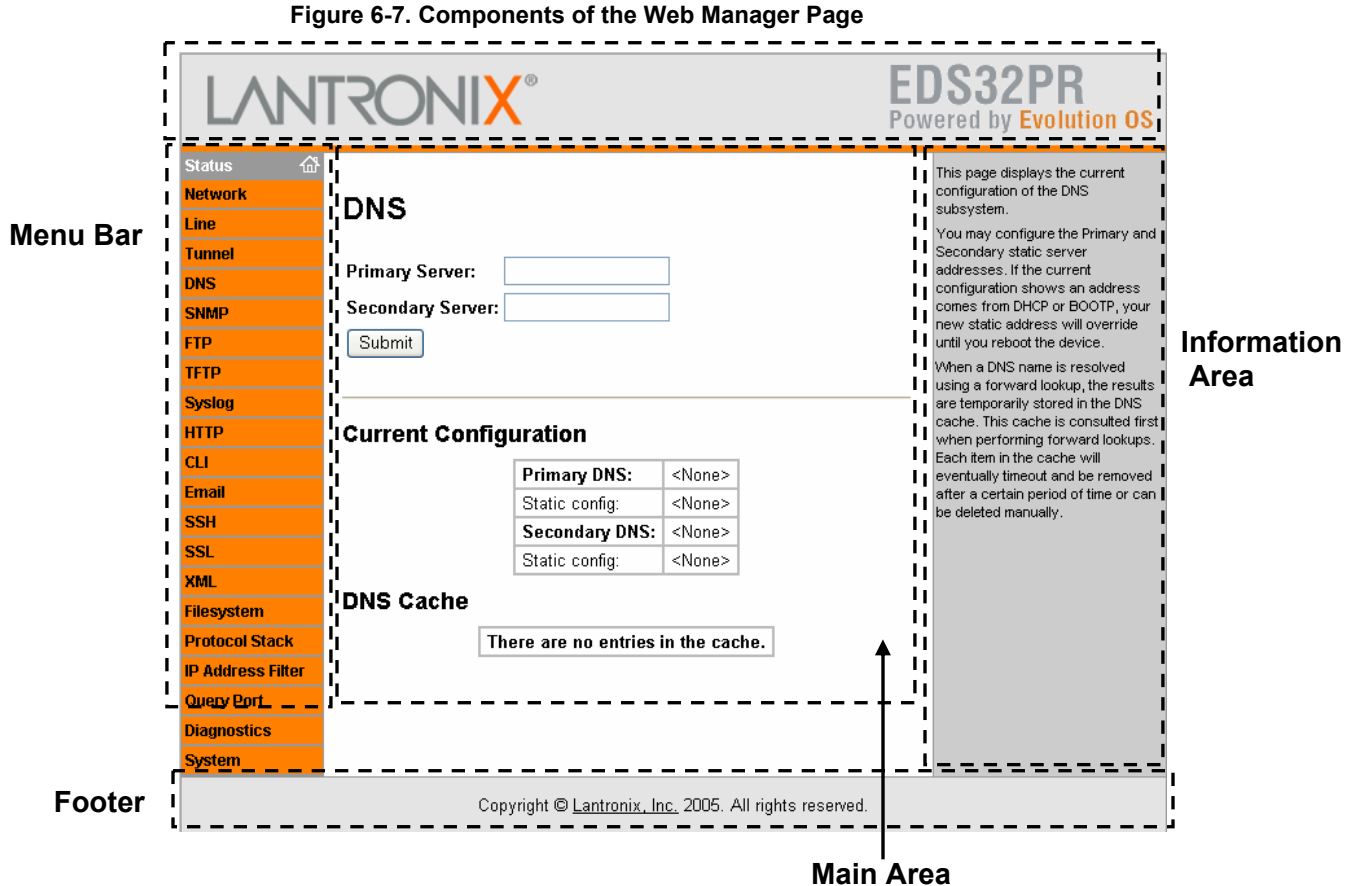 Figure 6-7. Components of the Web Manager Page
LANTRONIX®
EDS32PR
Powered by Evolution OS
Menu Bar
Status
Network
Line
Tunnel
DNS
SNMP
FTP
TFTP
Syslog
HTTP
CLI
Email
SSH
SSL
XML
Filesystem
Protocol Stack
IP Address Filter
Query Port
Diagnostics
System
DNS
Primary Server:
Secondary Server:
Submit
Current Configuration
Primary DNS: <None>
Static config: <None>
Secondary DNS: <None>
Static config: <None>
DNS Cache
There are no entries in the cache.
This page displays the current
configuration of the DNS
subsystem.
You may configure the Primary and
Secondary static server
addresses. If the current
configuration shows an address
comes from DHCP or BOOTP, your
new static address will override
until you reboot the device.
When a DNS name is resolved
using a forward lookup, the results
are temporarily stored in the DNS
cache. This cache is consulted first
when performing forward lookups.
Each item in the cache will
eventually timeout and be removed
after a certain period of time or can
be deleted manually.
Information
Area
Footer
Copyright © Lantronix, Inc. 2005. All rights reserved.
Main Area